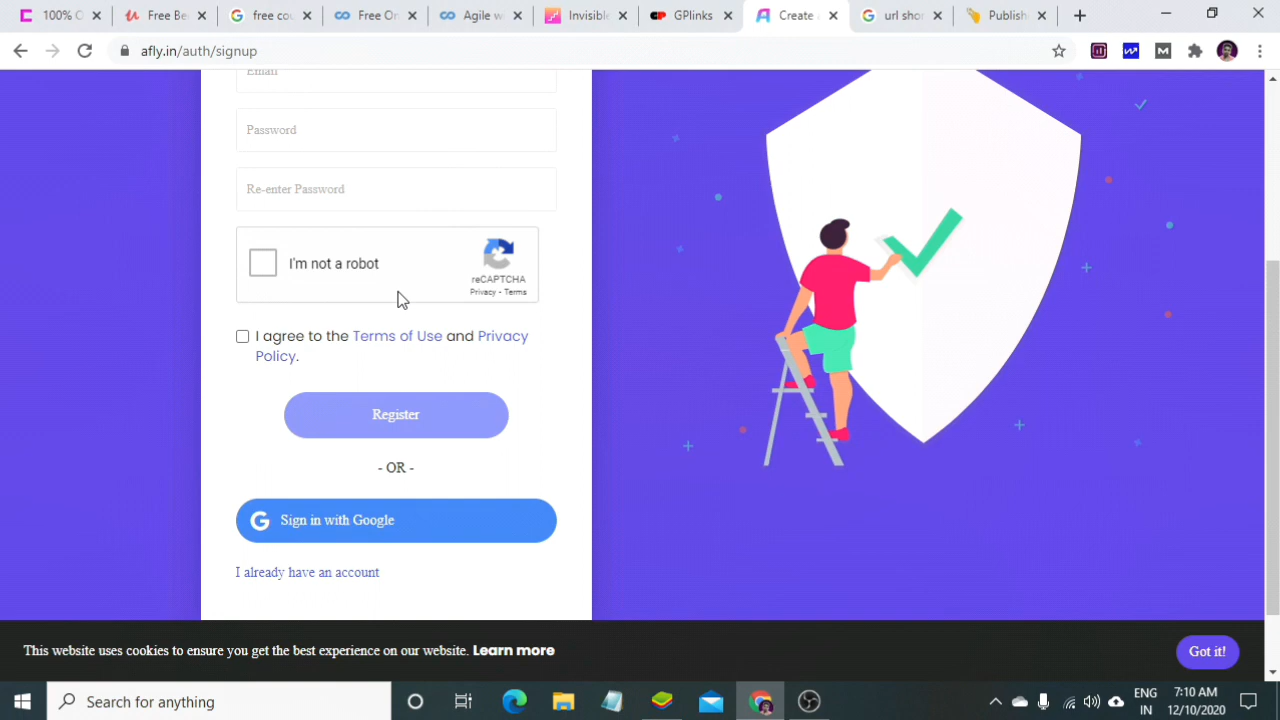 100% O
Free Be
free cou
Free On
Agile w
Invisible
GPlinks
Create
url shor
Publish
afly.in/auth/signup
Email
Password
Re-enter Password
I'm not a robot
reCAPTCHA
Privacy - Terms
I agree to the Terms of Use and Privacy
Policy.
Register
- OR -
Sign in with Google
I already have an account
This website uses cookies to ensure you get the best experience on our website. Learn more
Got it!
Search for anything
ENG
IN
7:10 AM
12/10/2020